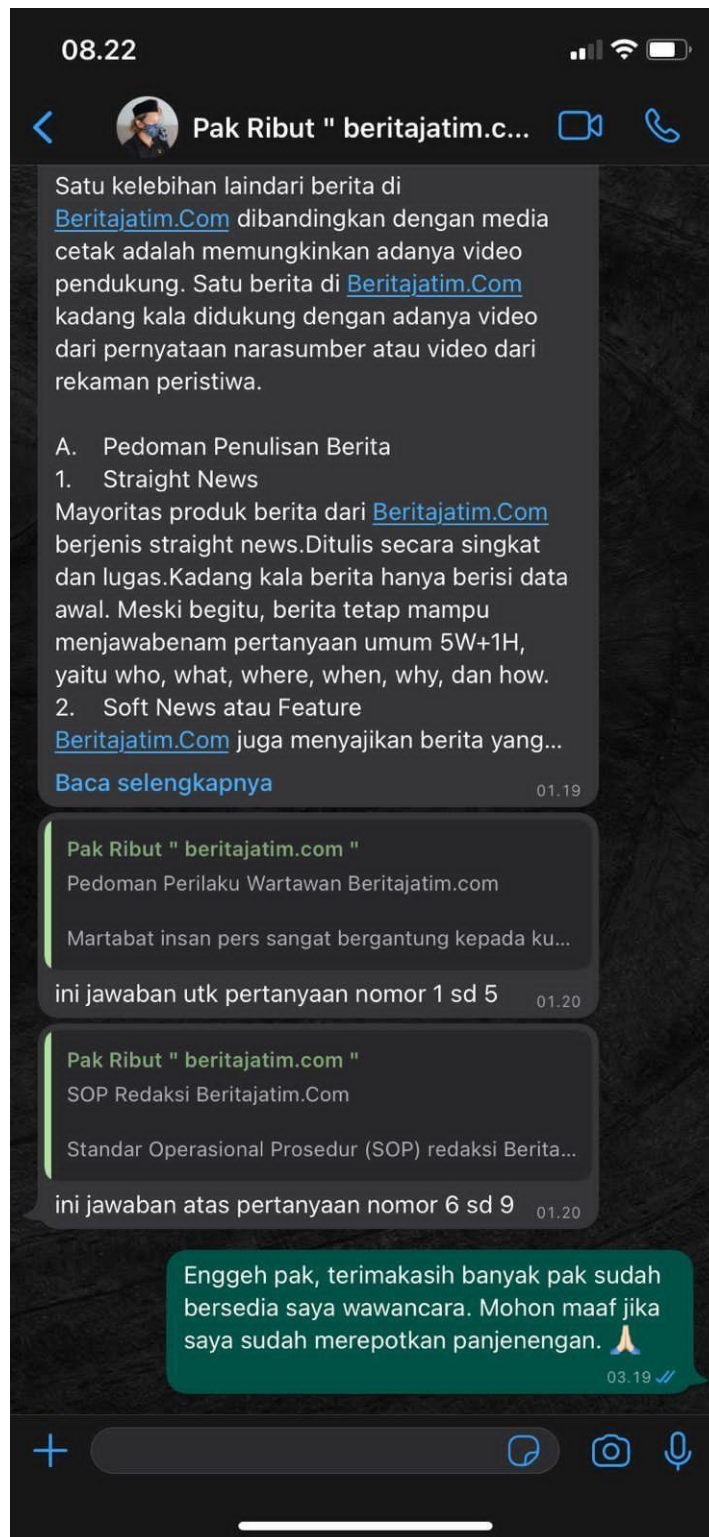 08.22
Pak Ribut " beritajatim.c...
Satu kelebihan laindari berita di
Beritajatim.Com dibandingkan dengan media
cetak adalah memungkinkan adanya video
pendukung. Satu berita di Beritajatim.Com
kadang kala didukung dengan adanya video
dari pernyataan narasumber atau video dari
rekaman peristiwa.
A. Pedoman Penulisan Berita
1. Straight News
Mayoritas produk berita dari Beritajatim.Com
berjenis straight news.Ditulis secara singkat
dan lugas.Kadang kala berita hanya berisi data
awal. Meski begitu, berita tetap mampu
menjawabenam pertanyaan umum 5W+1H,
yaitu who, what, where, when, why, dan how.
2. Soft News atau Feature
Beritajatim.Com juga menyajikan berita yang...
Baca selengkapnya
01.19
Pak Ribut " beritajatim.com "
Pedoman Perilaku Wartawan Beritajatim.com
Martabat insan pers sangat bergantung kepada ku...
ini jawaban utk pertanyaan nomor 1 sd 5
01.20
Pak Ribut " beritajatim.com "
SOP Redaksi Beritajatim.Com
Standar Operasional Prosedur (SOP) redaksi Berita...
ini jawaban atas pertanyaan nomor 6 sd 9
01.20
Enggeh pak, terimakasih banyak pak sudah
bersedia saya wawancara. Mohon maaf jika
saya sudah merepotkan panjenengan. 🙏🏻
03.19